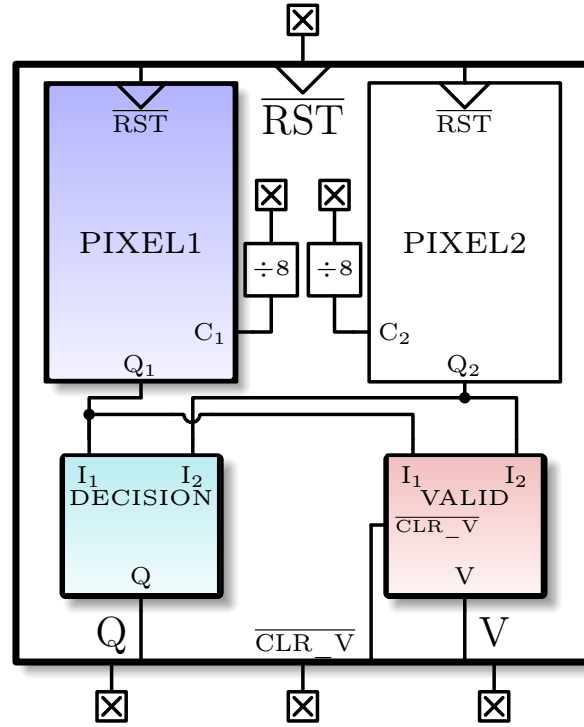 RST RST RST
PIXEL1 ÷8 ÷8 PIXEL2
C₁ C₂
Q₁ Q₂
I₁ I₂ I₁ I₂
DECISION VALID
CLR_V
Q V
Q CLR_V V